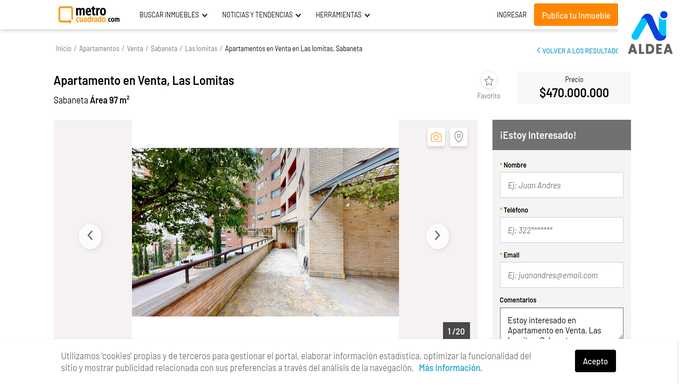 metro
cuadrado.com
BUSCAR INMUEBLES
NOTICIAS Y TENDENCIAS
HERRAMIENTAS
INGRESAR
Publica tu Inmueble
ALDEA
Inicio / Apartamentos / Venta / Sabaneta / Las lomitas / Apartamentos en Venta en Las lomitas, Sabaneta
VOLVER A LOS RESULTADO
Apartamento en Venta, Las Lomitas
Sabaneta Área 97 m²
Favorito
Precio
$470.000.000
1/20
¡Estoy Interesado!
* Nombre
Ej: Juan Andres
* Teléfono
Ej: 322*******
* Email
Ej: juanandres@email.com
Comentarios
Estoy interesado en
Apartamento en Venta, Las
Utilizamos 'cookies' propias y de terceros para gestionar el portal, elaborar información estadística, optimizar la funcionalidad del
sitio y mostrar publicidad relacionada con sus preferencias a través del análisis de la navegación. Más Información.
Acepto